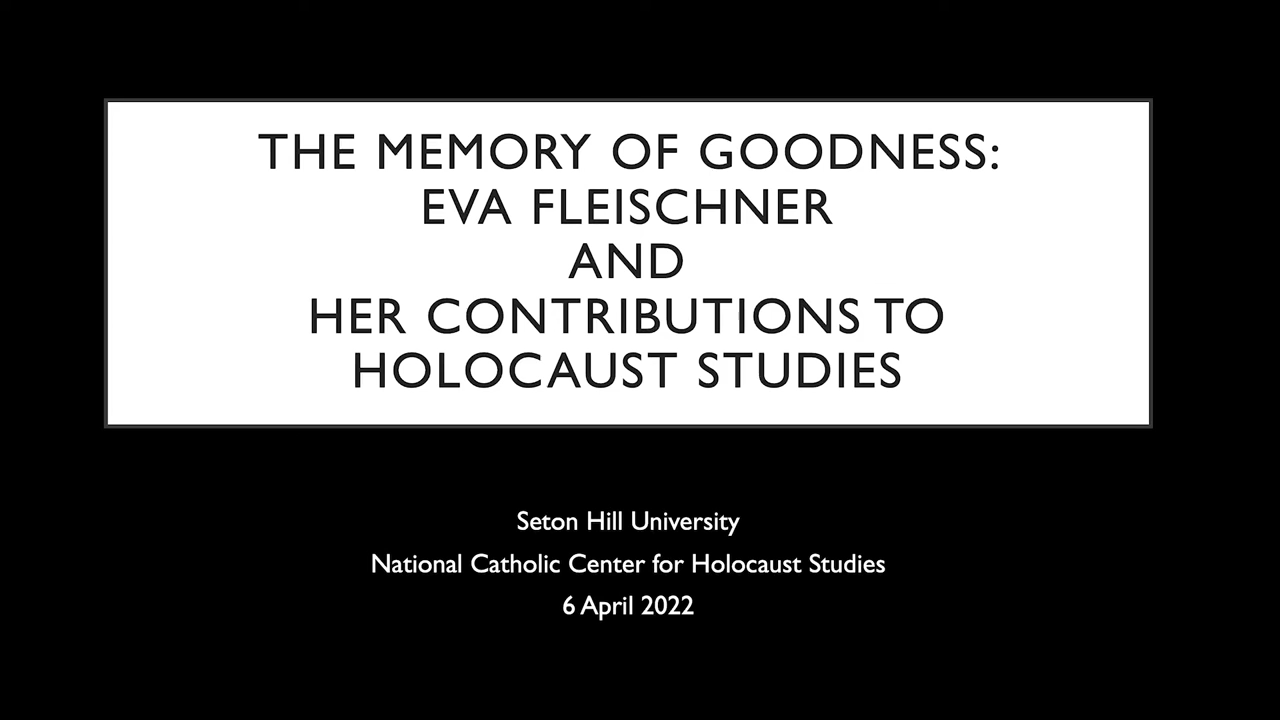 THE MEMORY OF GOODNESS:
EVA FLEISCHNER
AND
HER CONTRIBUTIONS TO
HOLOCAUST STUDIES
Seton Hill University
National Catholic Center for Holocaust Studies
6 April 2022